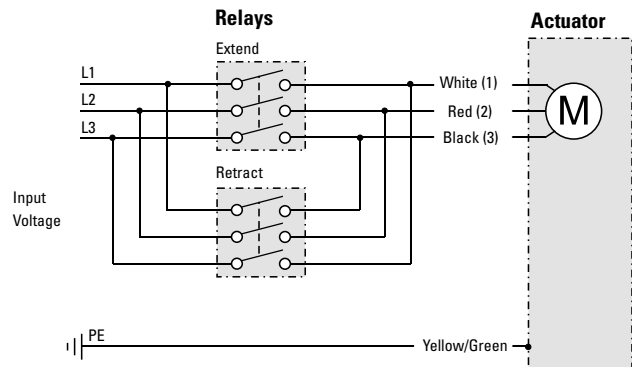 Relays
Actuator
Extend
L1
White (1)
L2
Red (2)
M
L3
Black (3)
Retract
Input
Voltage
PE
Yellow/Green